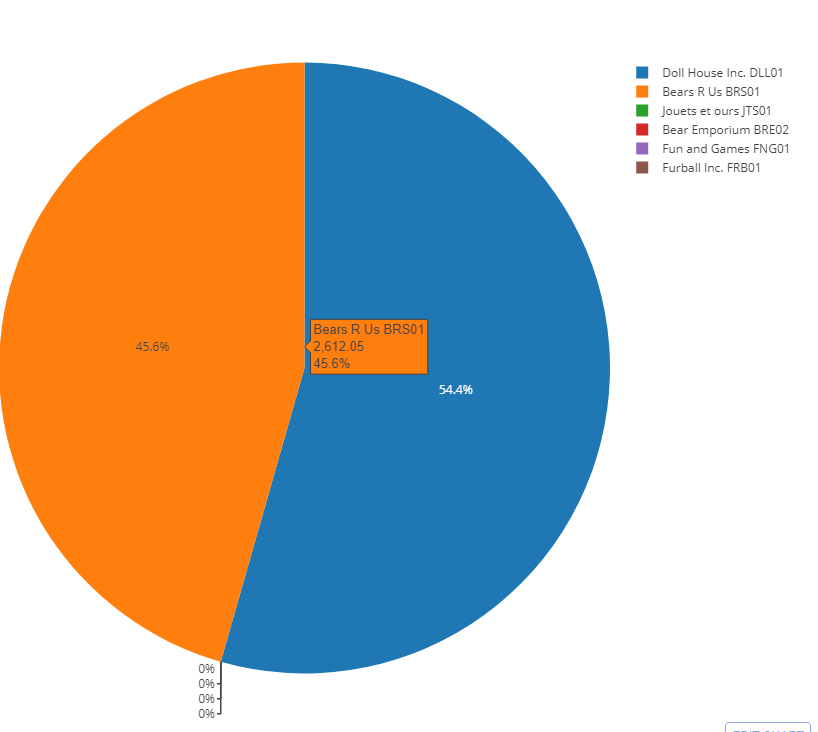 Doll House Inc. DLL01
Bears R Us BRS01
Jouets et ours JTS01
Bear Emporium BRE02
Fun and Games FNG01
Furball Inc. FRB01
Bears R Us BRS01
2,612.05
45.6%
45.6%
54.4%
0%
0%
0%
0%